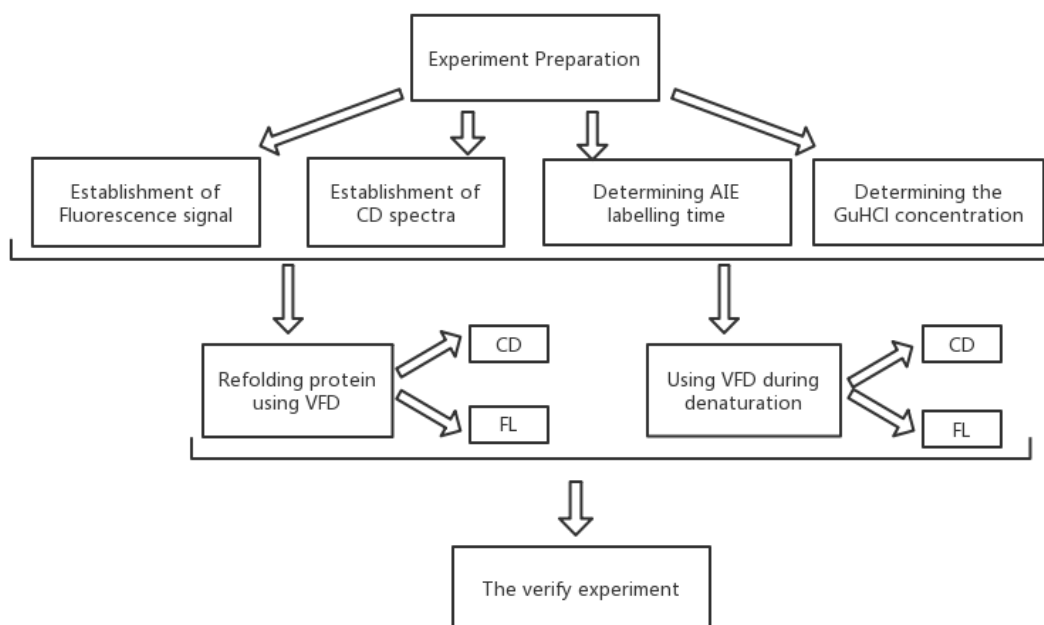 Experiment Preparation
Establishment of
Fluorescence signal
Establishment of
CD spectra
Determining AIE
labelling time
Determining the
GuHCl concentration
Refolding protein
using VFD
CD
FL
Using VFD during
denaturation
CD
FL
The verify experiment